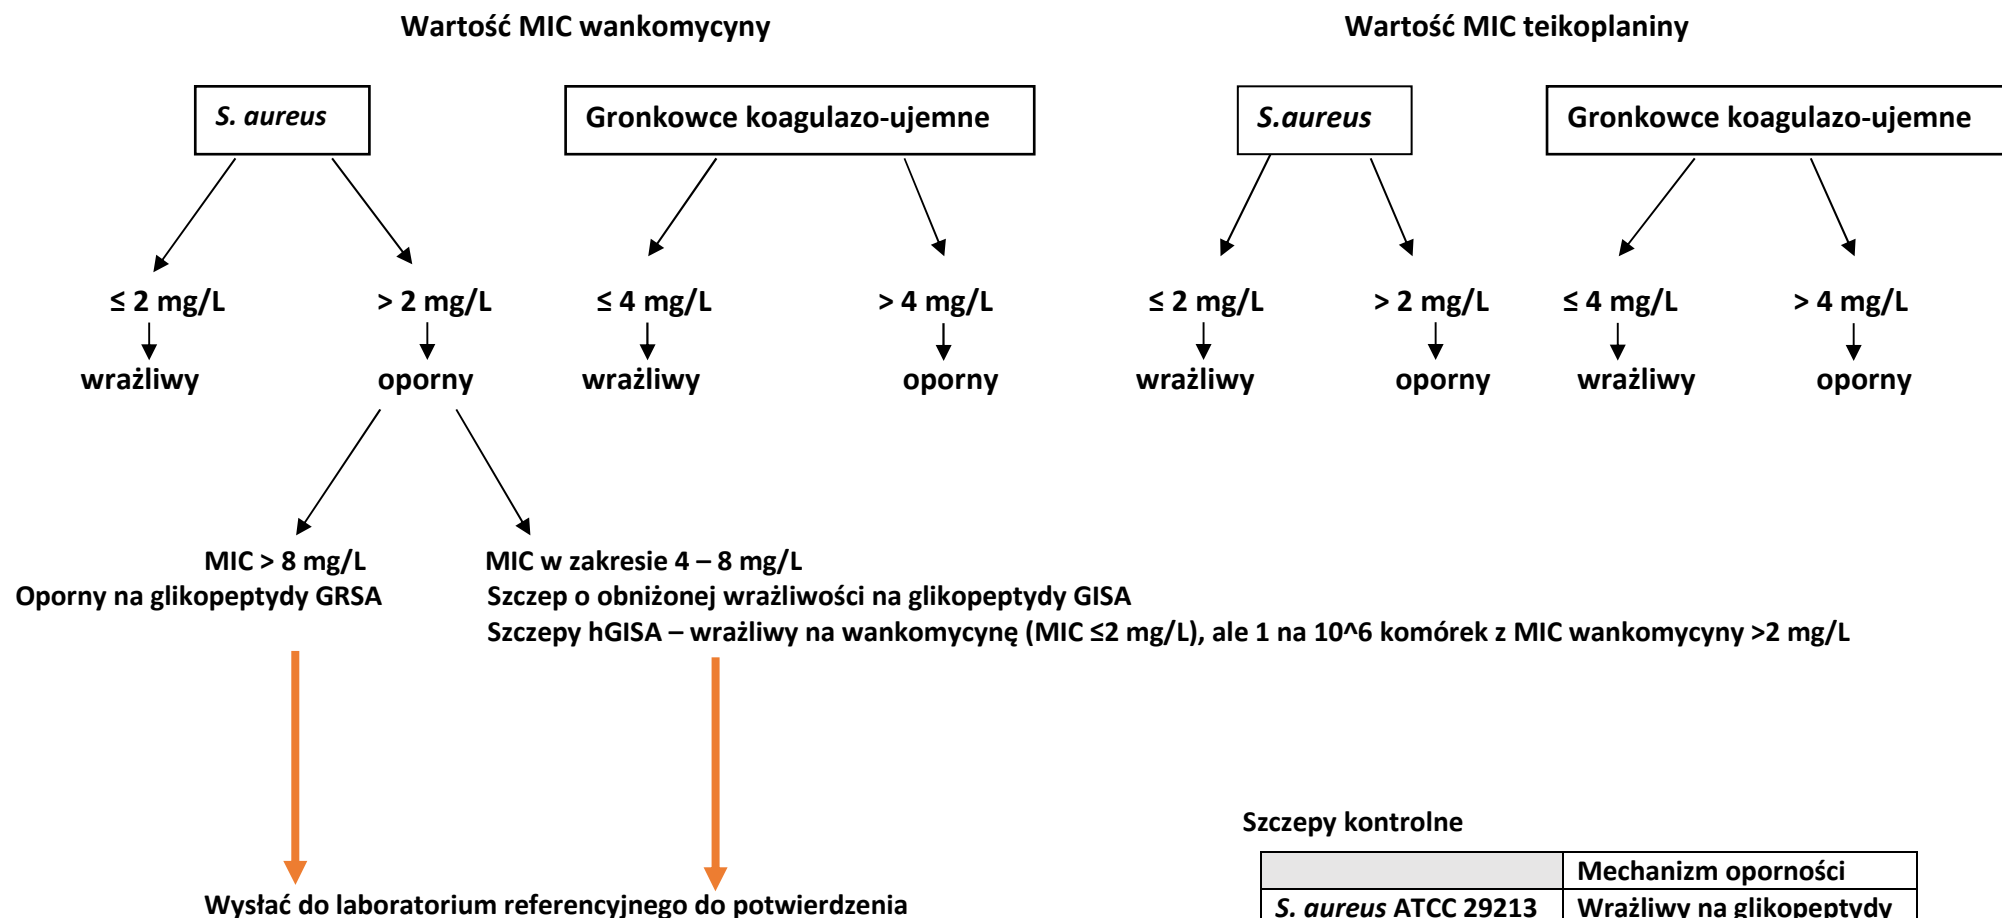 Wartość MIC wankomycyny
Wartość MIC teikoplaniny
S. aureus
Gronkowce koagulazo-ujemne
S.aureus
Gronkowce koagulazo-ujemne
≤ 2 mg/L
> 2 mg/L
≤ 4 mg/L
> 4 mg/L
≤ 2 mg/L
> 2 mg/L
≤ 4 mg/L
> 4 mg/L
wrażliwy
oporny
wrażliwy
oporny
wrażliwy
oporny
wrażliwy
oporny
MIC > 8 mg/L
Oporny na glikopeptydy GRSA
MIC w zakresie 4 – 8 mg/L
Szczep o obniżonej wrażliwości na glikopeptydy GISA
Szczepy hGISA – wrażliwy na wankomycynę (MIC ≤2 mg/L), ale 1 na 10^6 komórek z MIC wankomycyny >2 mg/L
Wysłać do laboratorium referencyjnego do potwierdzenia
Szczepy kontrolne
Mechanizm oporności
S. aureus ATCC 29213
Wrażliwy na glikopeptydy